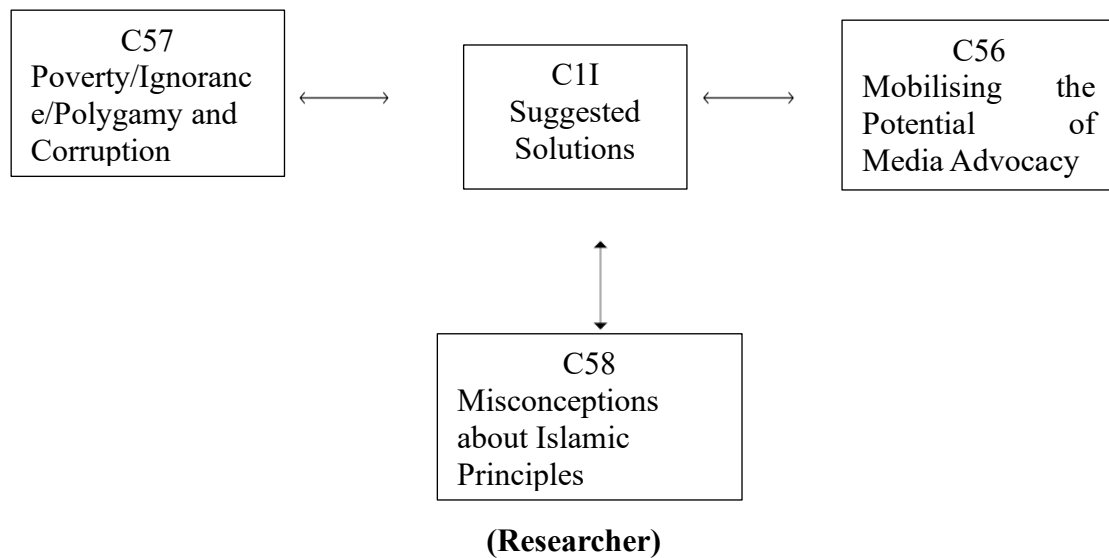 C57
Poverty/Ignoranc
e/Polygamy and
Corruption
C1I
Suggested
Solutions
C56
Mobilising the
Potential of
Media Advocacy
C58
Misconceptions
about Islamic
Principles
(Researcher)